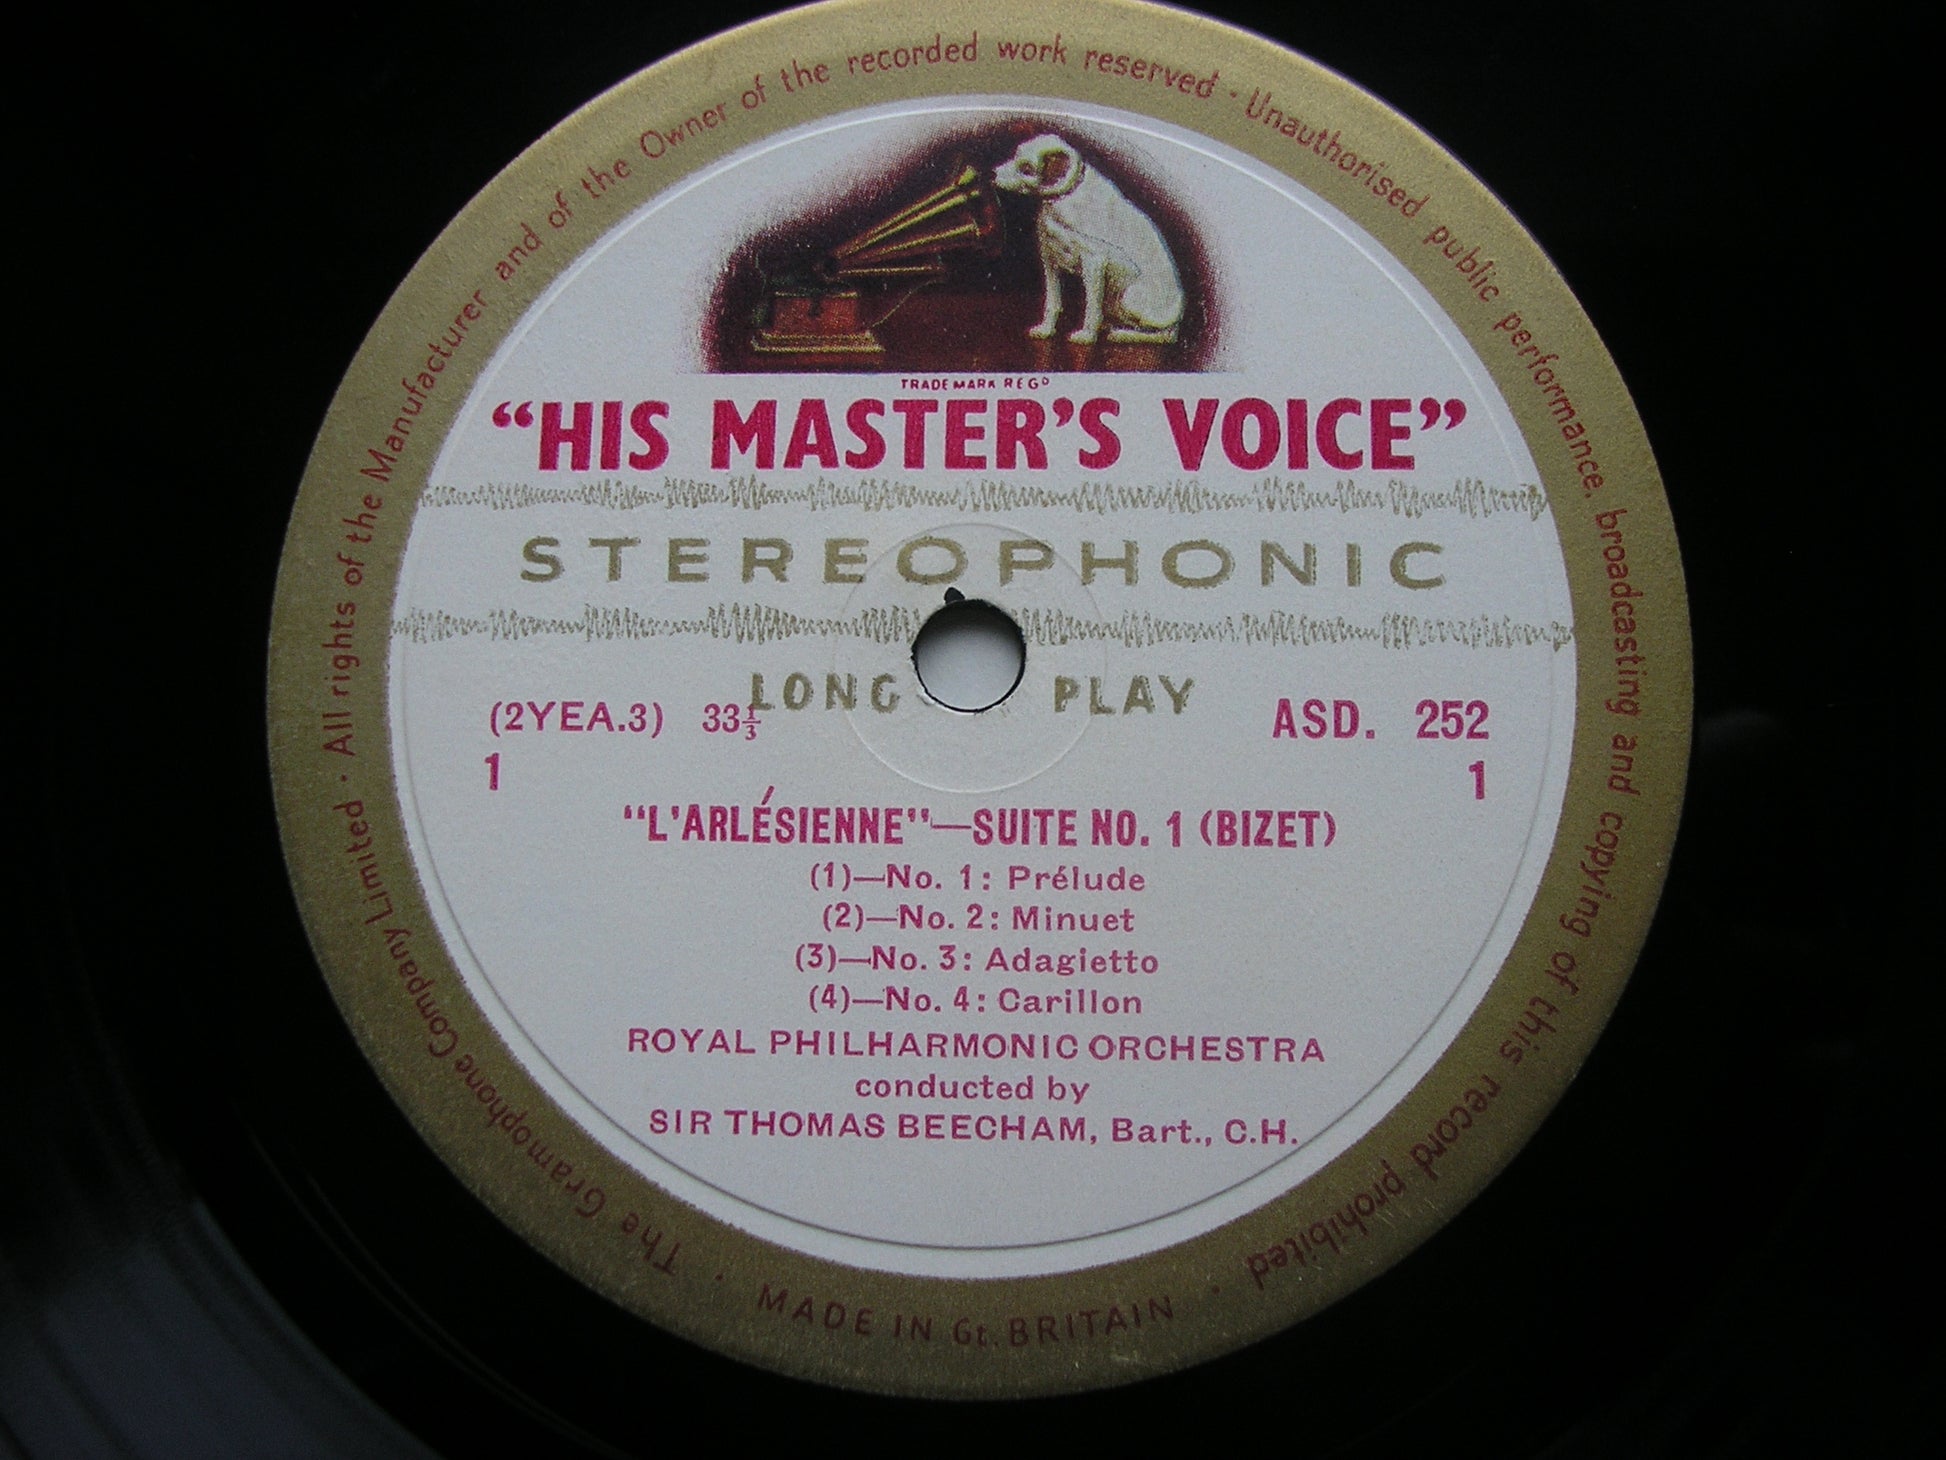 The Gramophone Company Limited · All rights of the Manufacturer and of the Owner of the recorded work reserved · Unauthorised public performance, broadcasting and copying of this record prohibited ·
TRADE MARK REGD
“HIS MASTER'S VOICE”
STEREOPHONIC
LONG PLAY
(2YEA.3) 33⅓ ASD. 252
1 1
“L'ARLÉSIENNE”—SUITE NO. 1 (BIZET)
(1)—No. 1: Prélude
(2)—No. 2: Minuet
(3)—No. 3: Adagietto
(4)—No. 4: Carillon
ROYAL PHILHARMONIC ORCHESTRA
conducted by
SIR THOMAS BEECHAM, Bart., C.H.
MADE IN Gt. BRITAIN ·